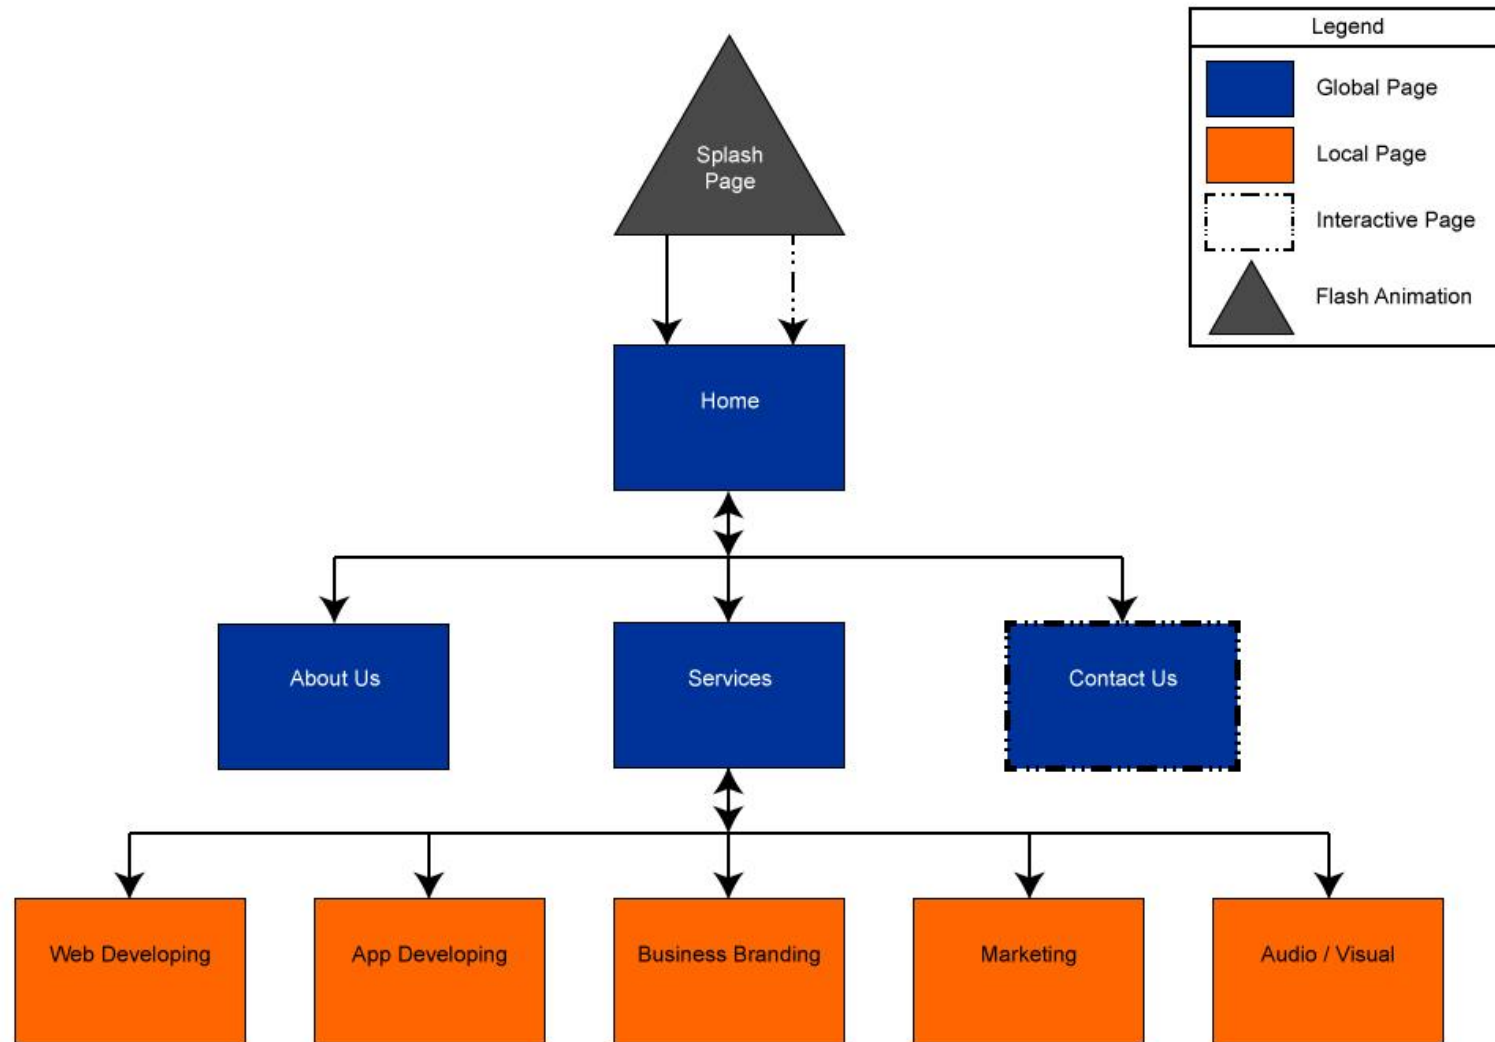 Legend
Global Page
Local Page
Interactive Page
Flash Animation
Splash
Page
Home
About Us
Services
Contact Us
Web Developing
App Developing
Business Branding
Marketing
Audio / Visual